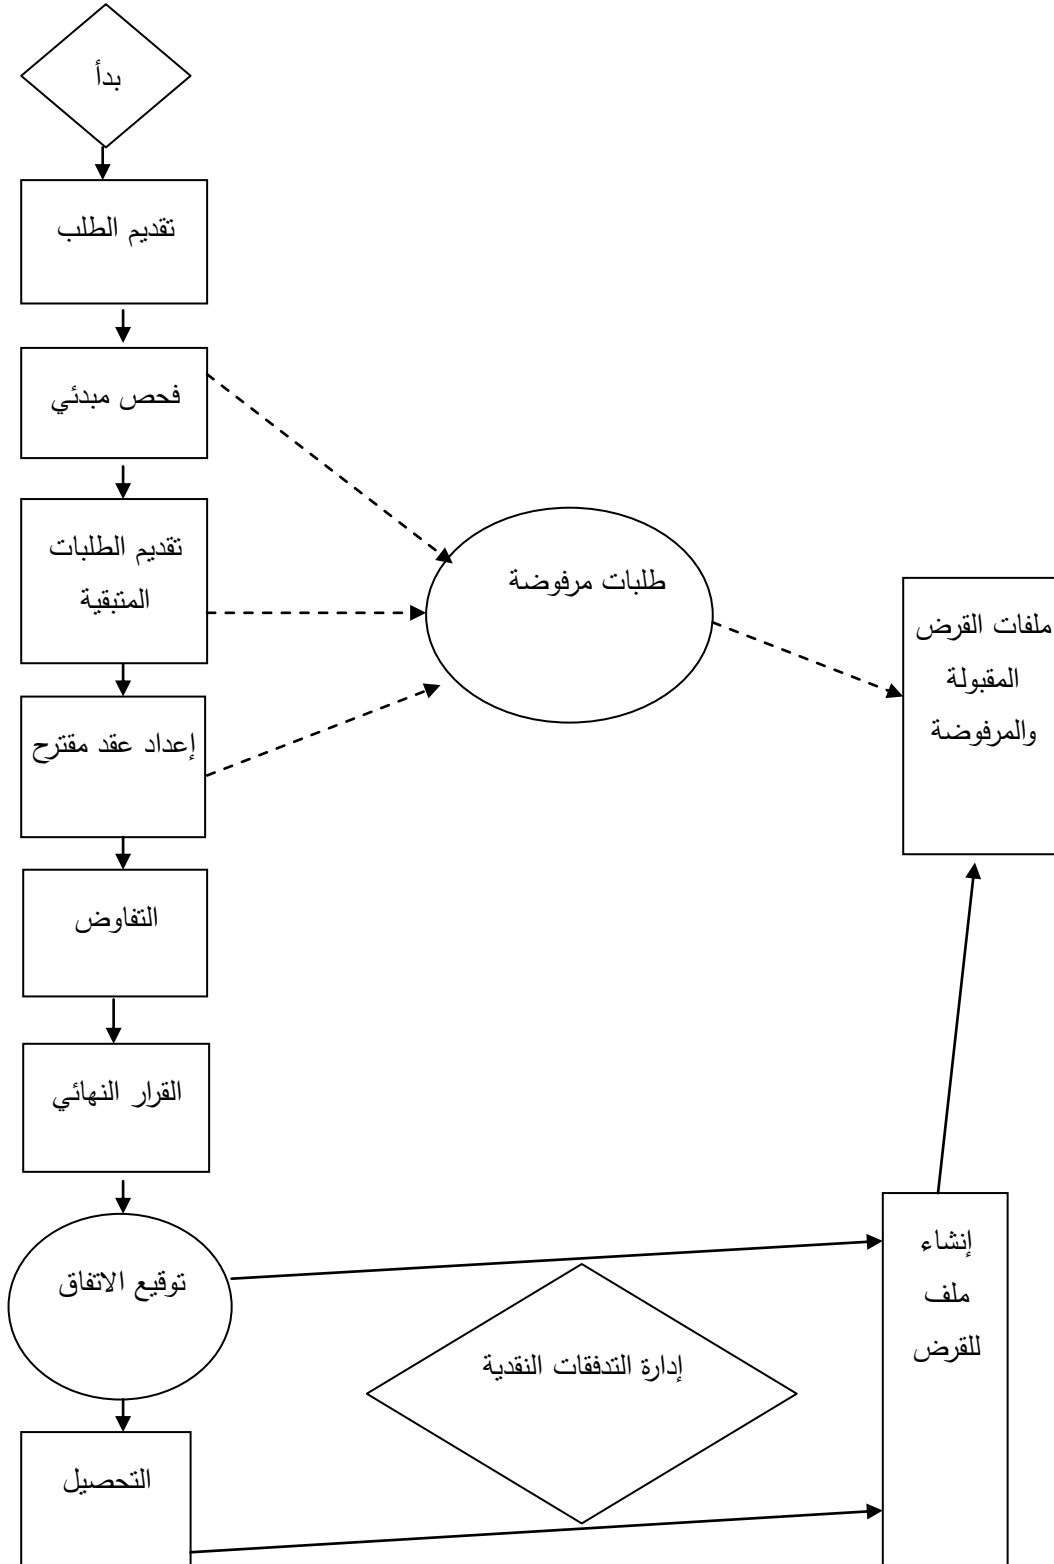 بدأ
تقديم الطلب
فحص مبدئي
تقديم الطلبات
المتبقية
طلبات مرفوضة
ملفات القرض
المقبولة
والمرفوضة
إعداد عقد مقترح
التفاوض
القرار النهائي
توقيع الاتفاق
إنشاء
ملف
للقرض
إدارة التدفقات النقدية
التحصيل